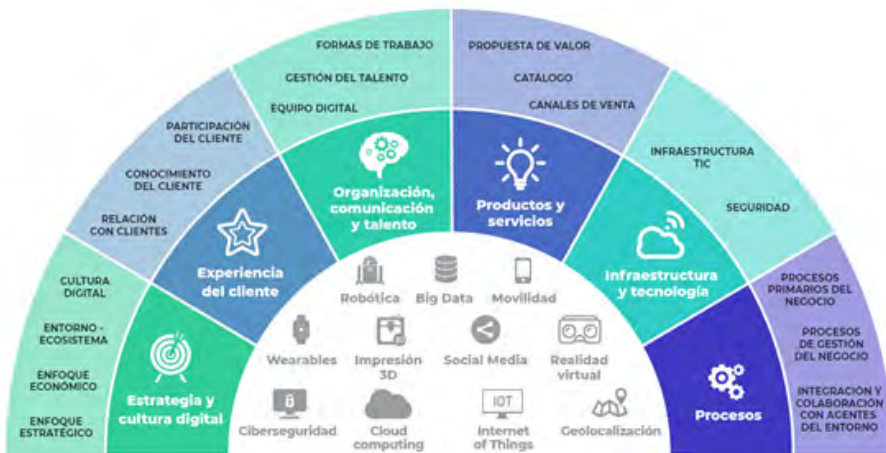 FORMAS DE TRABAJO
GESTIÓN DEL TALENTO
EQUIPO DIGITAL
PROPUESTA DE VALOR
CATÁLOGO
CANALES DE VENTA
PARTICIPACIÓN
DEL CLIENTE
CONOCIMIENTO
DEL CLIENTE
RELACIÓN
CON CLIENTES
INFRAESTRUCTURA
TIC
SEGURIDAD
CULTURA
DIGITAL
ENTORNO -
ECOSISTEMA
ENFOQUE
ECONÓMICO
ENFOQUE
ESTRATÉGICO
PROCESOS
PRIMARIOS DEL
NEGOCIO
PROCESOS
DE GESTIÓN
DEL NEGOCIO
INTEGRACIÓN Y
COLABORACIÓN
CON AGENTES
DEL ENTORNO
Estrategia y
cultura digital
Experiencia
del cliente
Organización,
comunicación
y talento
Productos y
servicios
Infraestructura
y tecnología
Procesos
Robótica
Big Data
Movilidad
Wearables
Impresión
3D
Social Media
Realidad
virtual
Ciberseguridad
Cloud
computing
IOT
Internet
of Things
Geolocalización